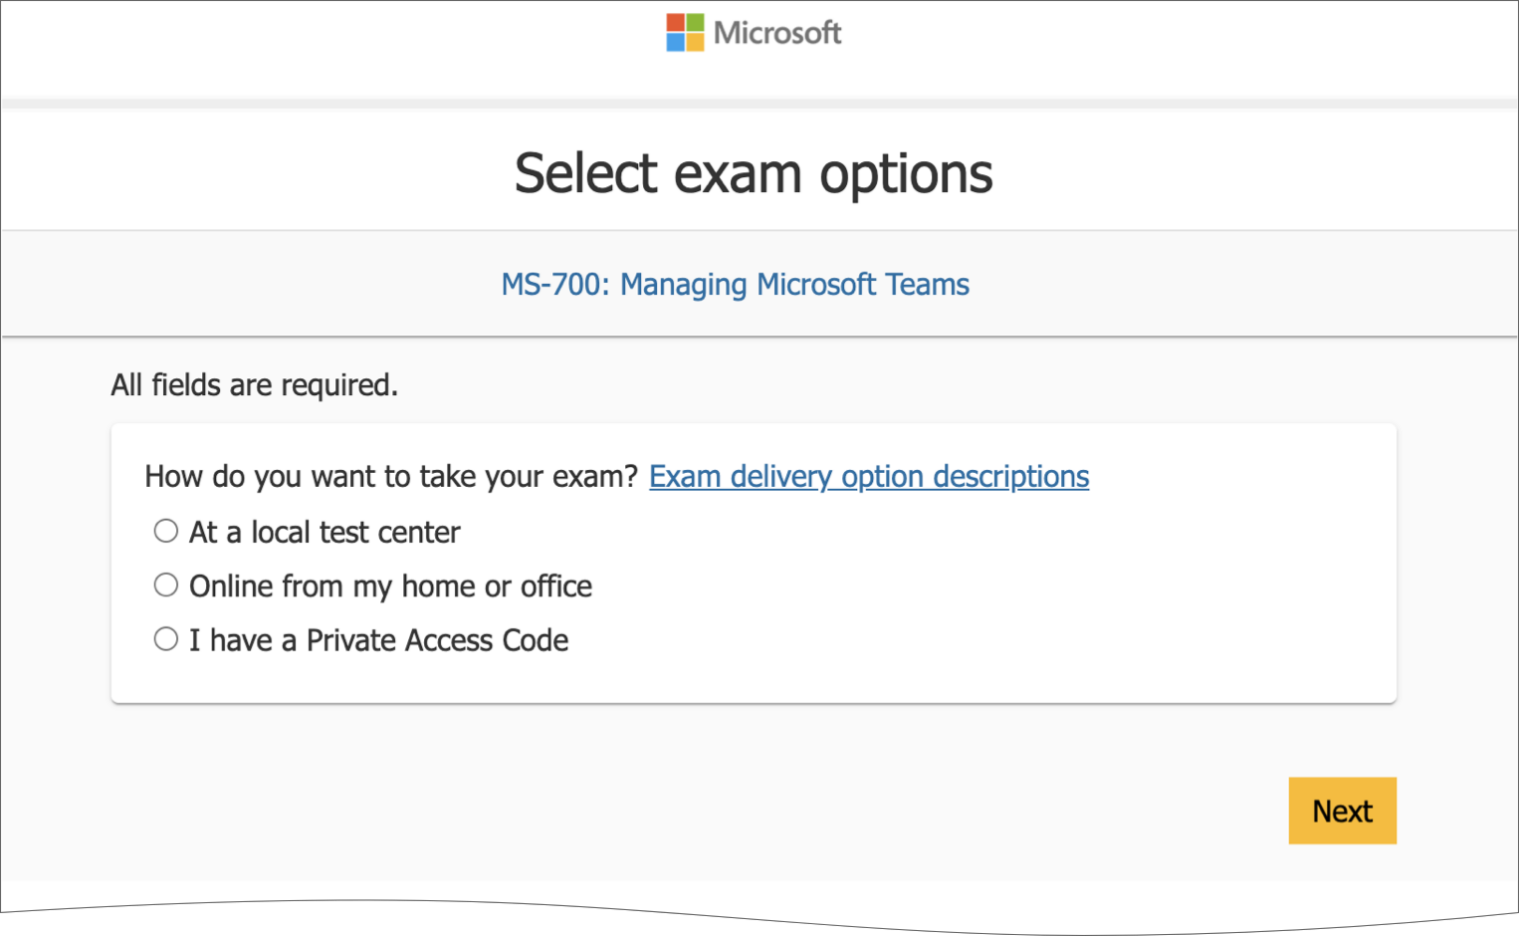 Microsoft
Select exam options
MS-700: Managing Microsoft Teams
All fields are required.
How do you want to take your exam? Exam delivery option descriptions
At a local test center
Online from my home or office
I have a Private Access Code
Next